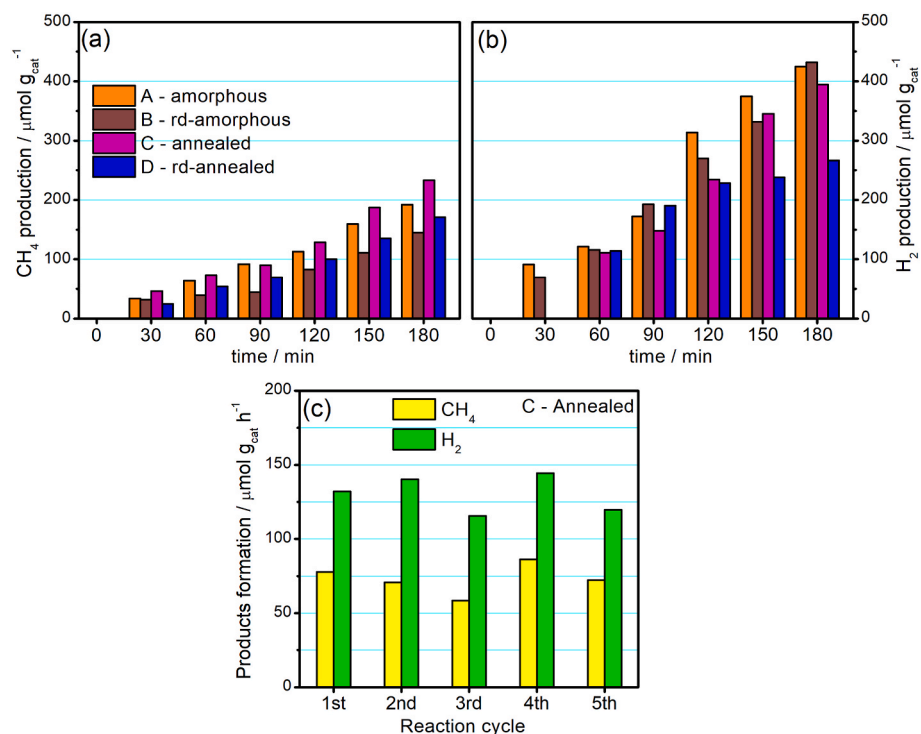 (a)
CH₄ production / μmol g_cat⁻¹
500
400
300
200
100
0
A - amorphous
B - rd-amorphous
C - annealed
D - rd-annealed
0 30 60 90 120 150 180
time / min
(b)
500
400
300
200
100
0
H₂ production / μmol g_cat⁻¹
0 30 60 90 120 150 180
time / min
(c)
Products formation / μmol g_cat h⁻¹
200
150
100
50
0
CH₄
H₂
C - Annealed
1st 2nd 3rd 4th 5th
Reaction cycle